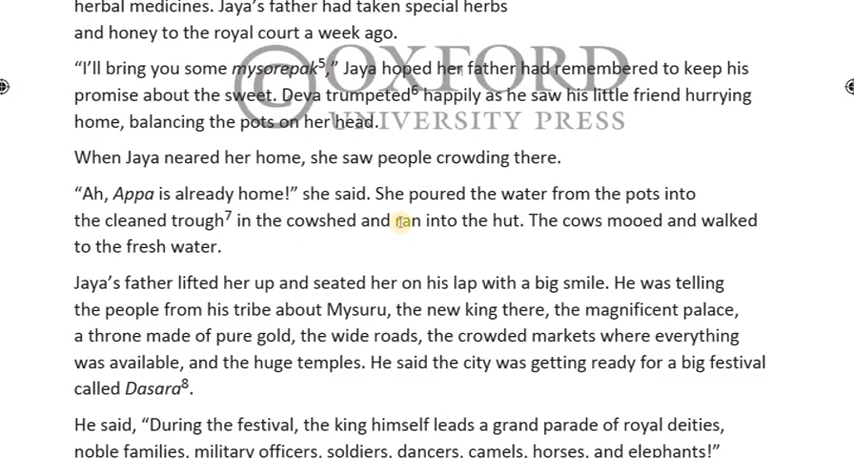 herbal medicines. Jaya's father had taken special herbs
and honey to the royal court a week ago.
© OXFORD
UNIVERSITY PRESS
“I'll bring you some mysorepak⁵,” Jaya hoped her father had remembered to keep his
promise about the sweet. Deva trumpeted⁶ happily as he saw his little friend hurrying
home, balancing the pots on her head.
When Jaya neared her home, she saw people crowding there.
“Ah, Appa is already home!” she said. She poured the water from the pots into
the cleaned trough⁷ in the cowshed and ran into the hut. The cows mooed and walked
to the fresh water.
Jaya's father lifted her up and seated her on his lap with a big smile. He was telling
the people from his tribe about Mysuru, the new king there, the magnificent palace,
a throne made of pure gold, the wide roads, the crowded markets where everything
was available, and the huge temples. He said the city was getting ready for a big festival
called Dasara⁸.
He said, “During the festival, the king himself leads a grand parade of royal deities,
noble families, military officers, soldiers, dancers, camels, horses, and elephants!”